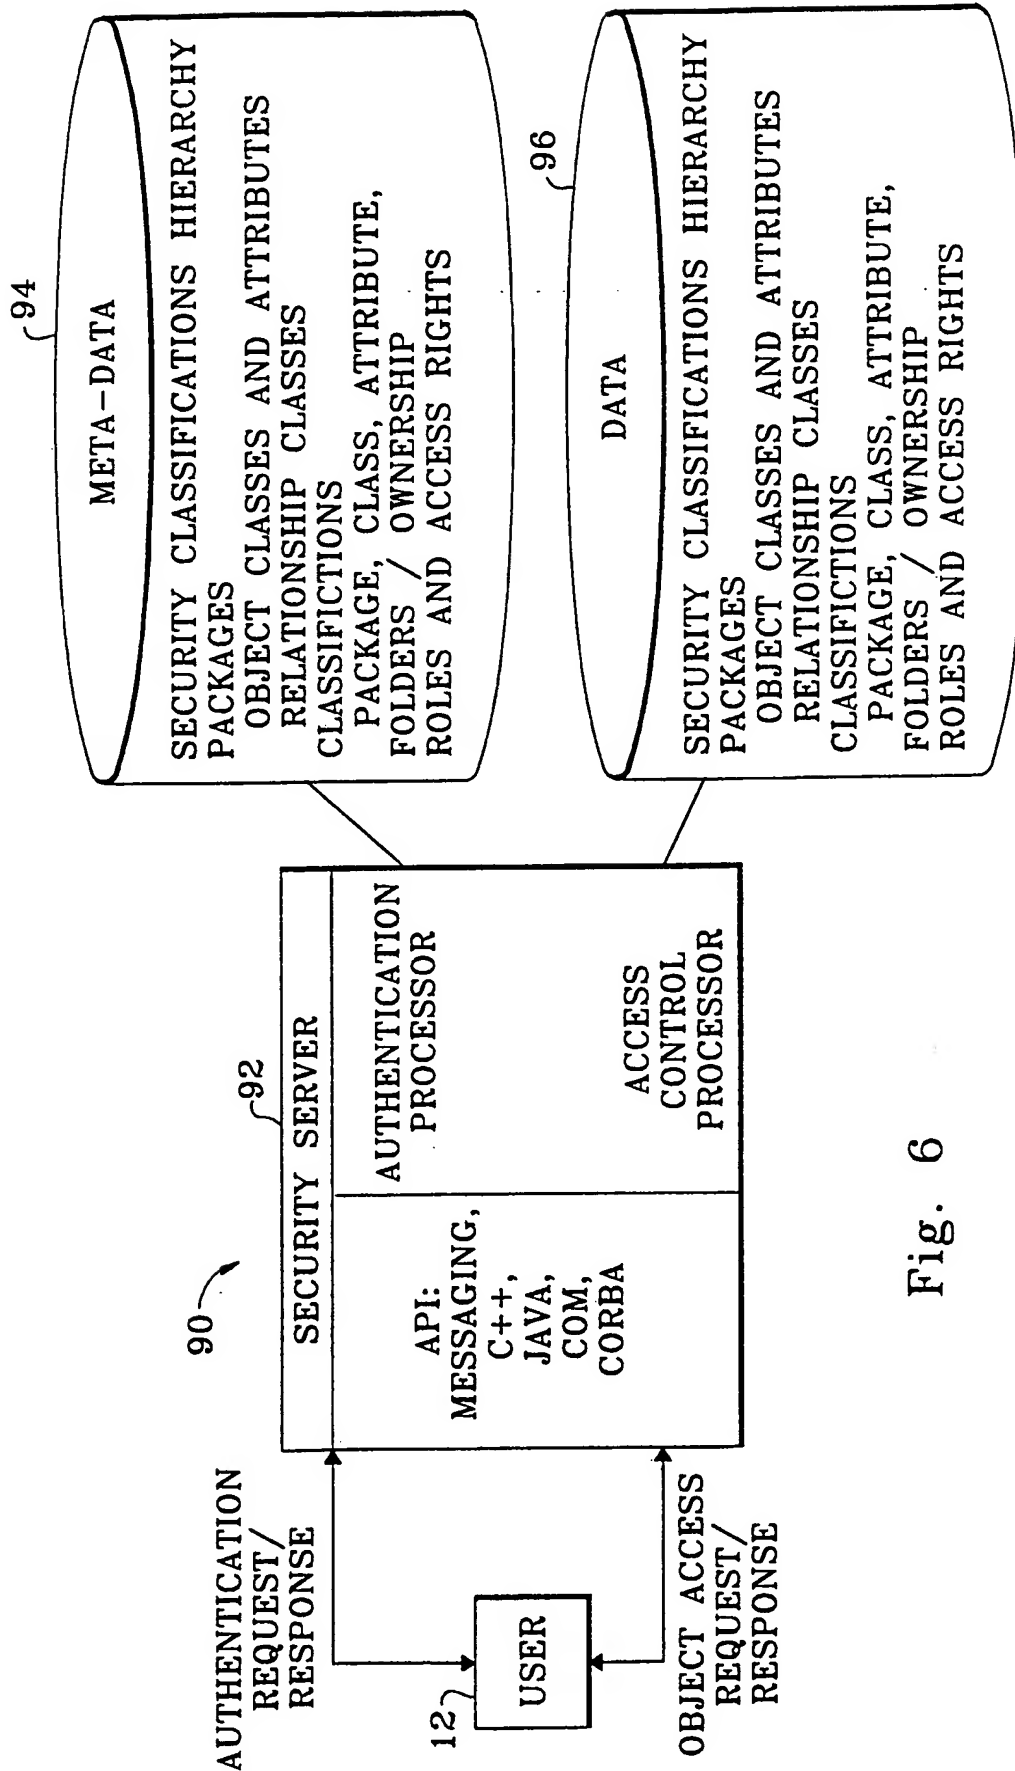 90
92
SECURITY SERVER
API:
MESSAGING,
C++,
JAVA,
COM,
CORBA
AUTHENTICATION
PROCESSOR
ACCESS
CONTROL
PROCESSOR
AUTHENTICATION
REQUEST/
RESPONSE
12
USER
OBJECT ACCESS
REQUEST/
RESPONSE
94
META-DATA
SECURITY CLASSIFICATIONS HIERARCHY
PACKAGES
OBJECT CLASSES AND ATTRIBUTES
RELATIONSHIP CLASSES
CLASSIFICTIONS
PACKAGE, CLASS, ATTRIBUTE,
FOLDERS / OWNERSHIP
ROLES AND ACCESS RIGHTS
96
DATA
SECURITY CLASSIFICATIONS HIERARCHY
PACKAGES
OBJECT CLASSES AND ATTRIBUTES
RELATIONSHIP CLASSES
CLASSIFICTIONS
PACKAGE, CLASS, ATTRIBUTE,
FOLDERS / OWNERSHIP
ROLES AND ACCESS RIGHTS
Fig. 6